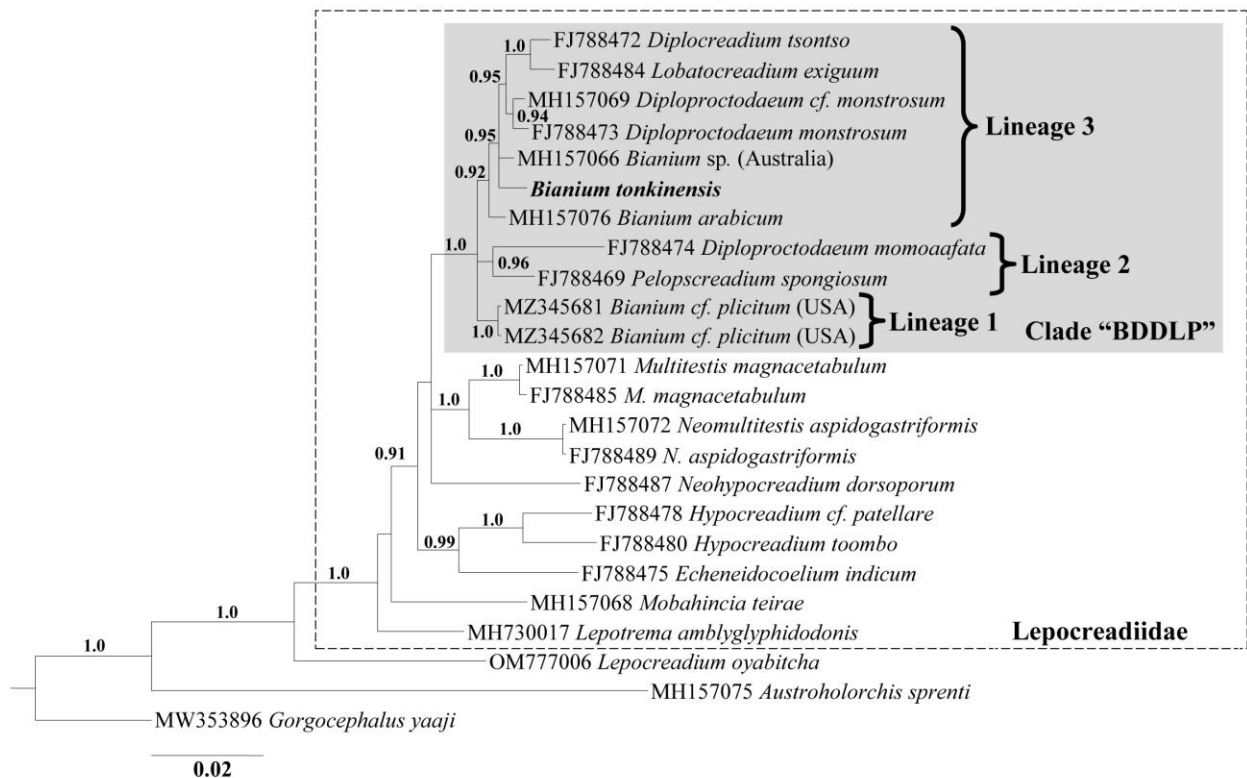 1.0
FJ788472 Diplocreadium tsontso
0.95
FJ788484 Lobatocreadium exiguum
MH157069 Diploproctodaeum cf. monstrosum
0.94
0.95
FJ788473 Diploproctodaeum monstrosum
Lineage 3
MH157066 Bianium sp. (Australia)
0.92
Bianium tonkinensis
MH157076 Bianium arabicum
1.0
FJ788474 Diploproctodaeum momoaafata
0.96
FJ788469 Pelopscreadium spongiosum
Lineage 2
MZ345681 Bianium cf. plicitum (USA)
1.0
MZ345682 Bianium cf. plicitum (USA)
Lineage 1
Clade “BDDLP”
MH157071 Multitestis magnacetabulum
1.0
FJ788485 M. magnacetabulum
1.0
MH157072 Neomultitestis aspidogastriformis
1.0
FJ788489 N. aspidogastriformis
0.91
FJ788487 Neohypocreadium dorsoporum
FJ788478 Hypocreadium cf. patellare
1.0
0.99
FJ788480 Hypocreadium toombo
FJ788475 Echeneidocoelium indicum
1.0
MH157068 Mobahincia teirae
MH730017 Lepotrema amblyglyphidodonis
Lepocreadiidae
1.0
OM777006 Lepocreadium oyabitcha
1.0
MH157075 Austroholorchis sprenti
MW353896 Gorgocephalus yaaji
0.02